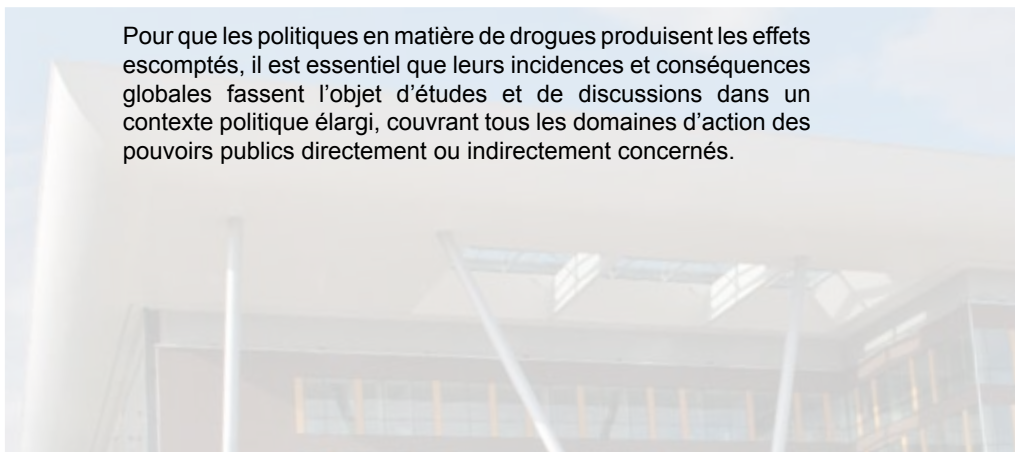 Pour que les politiques en matière de drogues produisent les effets
escomptés, il est essentiel que leurs incidences et conséquences
globales fassent l’objet d’études et de discussions dans un
contexte politique élargi, couvrant tous les domaines d’action des
pouvoirs publics directement ou indirectement concernés.